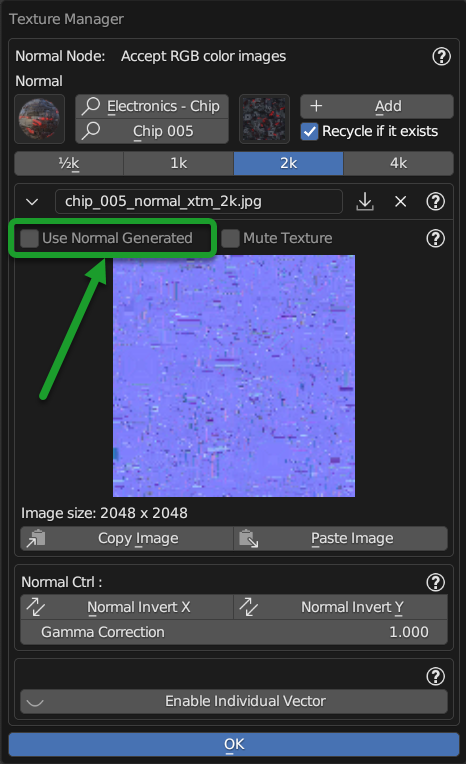 Texture Manager
Normal Node: Accept RGB color images
Normal
Electronics - Chip
Chip 005
Add
Recycle if it exists
½k 1k 2k 4k
chip_005_normal_xtm_2k.jpg
Use Normal Generated Mute Texture
Image size: 2048 x 2048
Copy Image Paste Image
Normal Ctrl :
Normal Invert X Normal Invert Y
Gamma Correction 1.000
Enable Individual Vector
OK